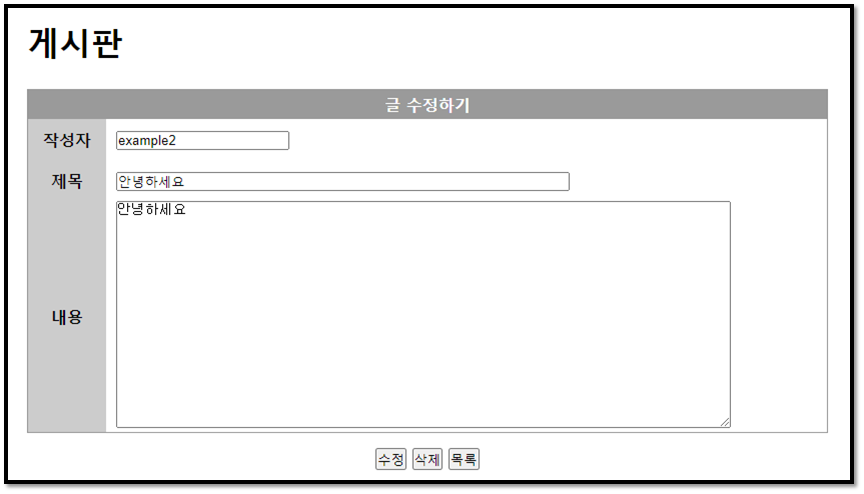 게시판
글 수정하기
작성자 example2
제목 안녕하세요
내용 안녕하세요
수정 삭제 목록